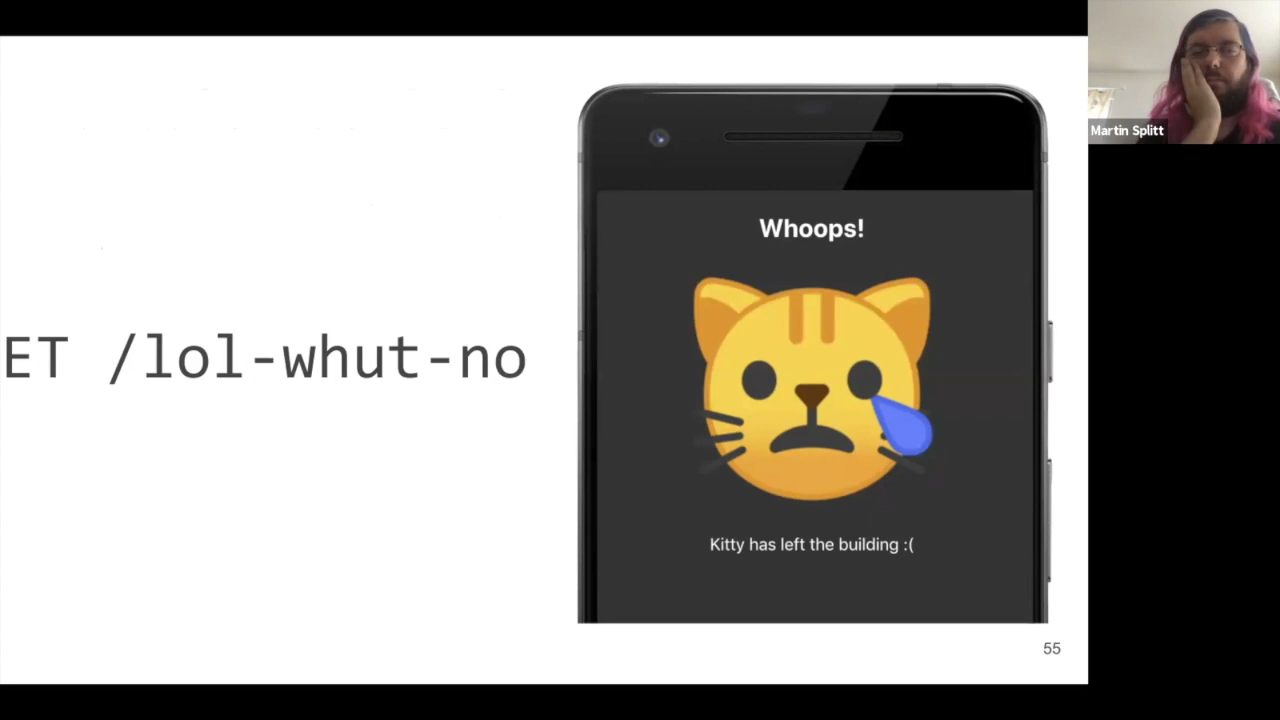 Martin Splitt
Whoops!
ET /lol-whut-no
Kitty has left the building :(
55